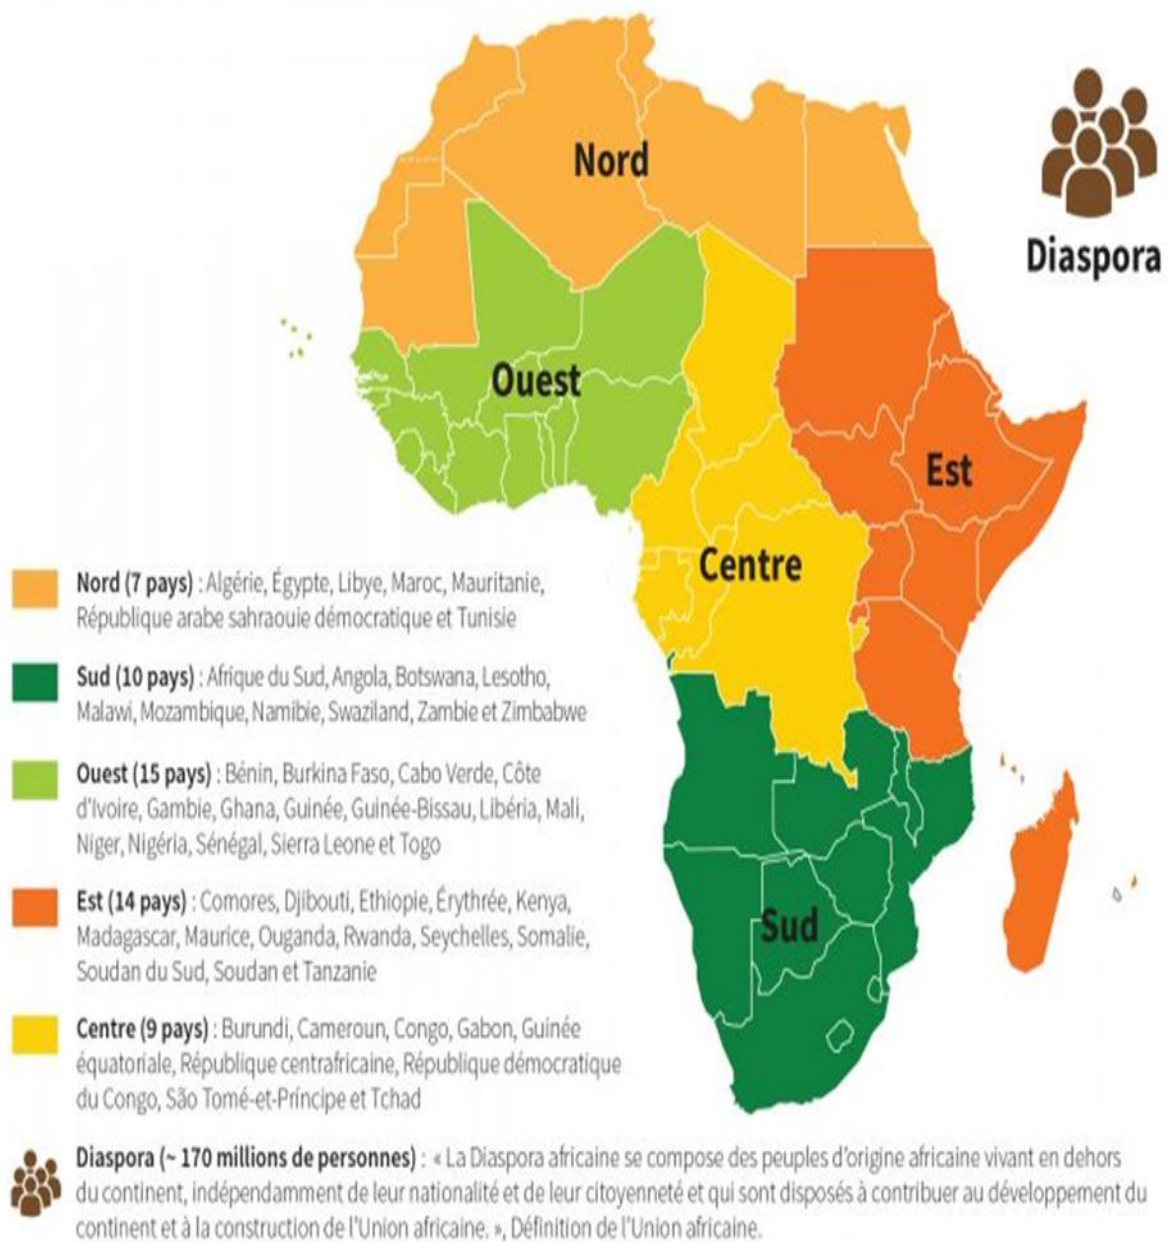 Nord
Diaspora
Ouest
Est
Centre
Sud
Nord (7 pays) : Algérie, Égypte, Libye, Maroc, Mauritanie,
République arabe sahraouie démocratique et Tunisie
Sud (10 pays) : Afrique du Sud, Angola, Botswana, Lesotho,
Malawi, Mozambique, Namibie, Swaziland, Zambie et Zimbabwe
Ouest (15 pays) : Bénin, Burkina Faso, Cabo Verde, Côte
d'Ivoire, Gambie, Ghana, Guinée, Guinée-Bissau, Libéria, Mali,
Niger, Nigéria, Sénégal, Sierra Leone et Togo
Est (14 pays) : Comores, Djibouti, Ethiopie, Érythrée, Kenya,
Madagascar, Maurice, Ouganda, Rwanda, Seychelles, Somalie,
Soudan du Sud, Soudan et Tanzanie
Centre (9 pays) : Burundi, Cameroun, Congo, Gabon, Guinée
équatoriale, République centrafricaine, République démocratique
du Congo, São Tomé-et-Príncipe et Tchad
Diaspora (~ 170 millions de personnes) : « La Diaspora africaine se compose des peuples d'origine africaine vivant en dehors
du continent, indépendamment de leur nationalité et de leur citoyenneté et qui sont disposés à contribuer au développement du
continent et à la construction de l'Union africaine. », Définition de l'Union africaine.